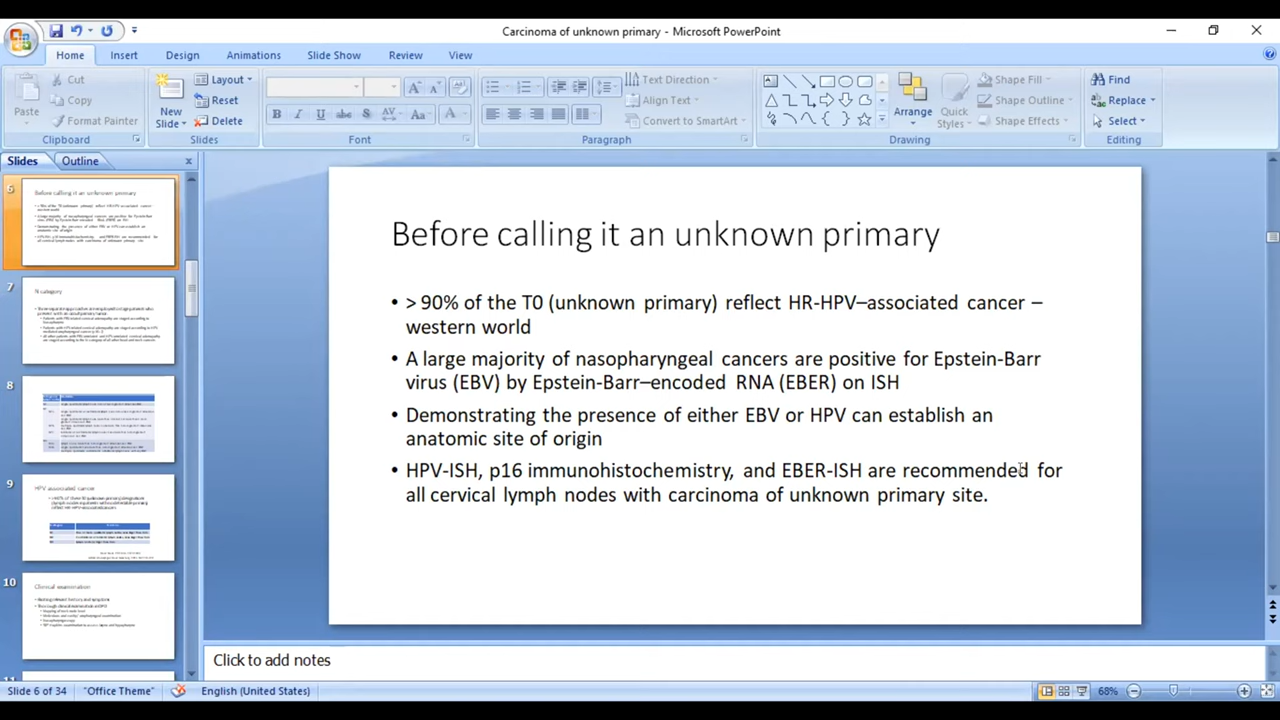 Carcinoma of unknown primary - Microsoft PowerPoint
Home Insert Design Animations Slide Show Review View
Paste
Cut
Copy
Format Painter
Clipboard
New Slide
Layout
Reset
Delete
Slides
Font
Paragraph
Text Direction
Align Text
Convert to SmartArt
Arrange
Quick Styles
Shape Fill
Shape Outline
Shape Effects
Drawing
Find
Replace
Select
Editing
Slides Outline
Before calling it an unknown primary
7
N category
8
9
HPV associated cancer
10
Clinical examination
Before calling it an unknown primary
• > 90% of the T0 (unknown primary) reflect HR-HPV–associated cancer –
western world
• A large majority of nasopharyngeal cancers are positive for Epstein-Barr
virus (EBV) by Epstein-Barr–encoded RNA (EBER) on ISH
• Demonstrating the presence of either EBV or HPV can establish an
anatomic site of origin
• HPV-ISH, p16 immunohistochemistry, and EBER-ISH are recommended for
all cervical lymph nodes with carcinoma of unknown primary site.
Click to add notes
Slide 6 of 34 "Office Theme" English (United States) 68%